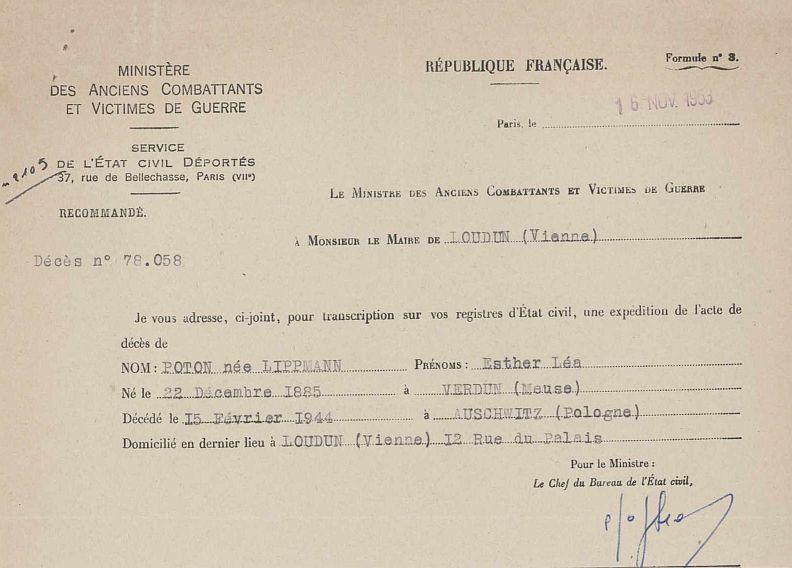 MINISTÈRE
DES ANCIENS COMBATTANTS
ET VICTIMES DE GUERRE
SERVICE
DE L'ÉTAT CIVIL DÉPORTÉS
37, rue de Bellechasse, PARIS (VIIe)
RECOMMANDÉ.
Décès n° 78.058
RÉPUBLIQUE FRANÇAISE.
Formule n° 3.
16 NOV. 1953
Paris, le
LE MINISTRE DES ANCIENS COMBATTANTS ET VICTIMES DE GUERRE
À MONSIEUR LE MAIRE DE LOUDUN (Vienne)
Je vous adresse, ci-joint, pour transcription sur vos registres d'État civil, une expédition de l'acte de
décès de
NOM : POTON née LIPPMANN PRÉNOMS : Esther Léa
Né le 22 Décembre 1885 à VERDUN (Meuse)
Décédé le 15 Février 1944 à AUSCHWITZ (Pologne)
Domicilié en dernier lieu à LOUDUN (Vienne) 12 Rue du Palais
Pour le Ministre :
Le Chef du Bureau de l'État civil,